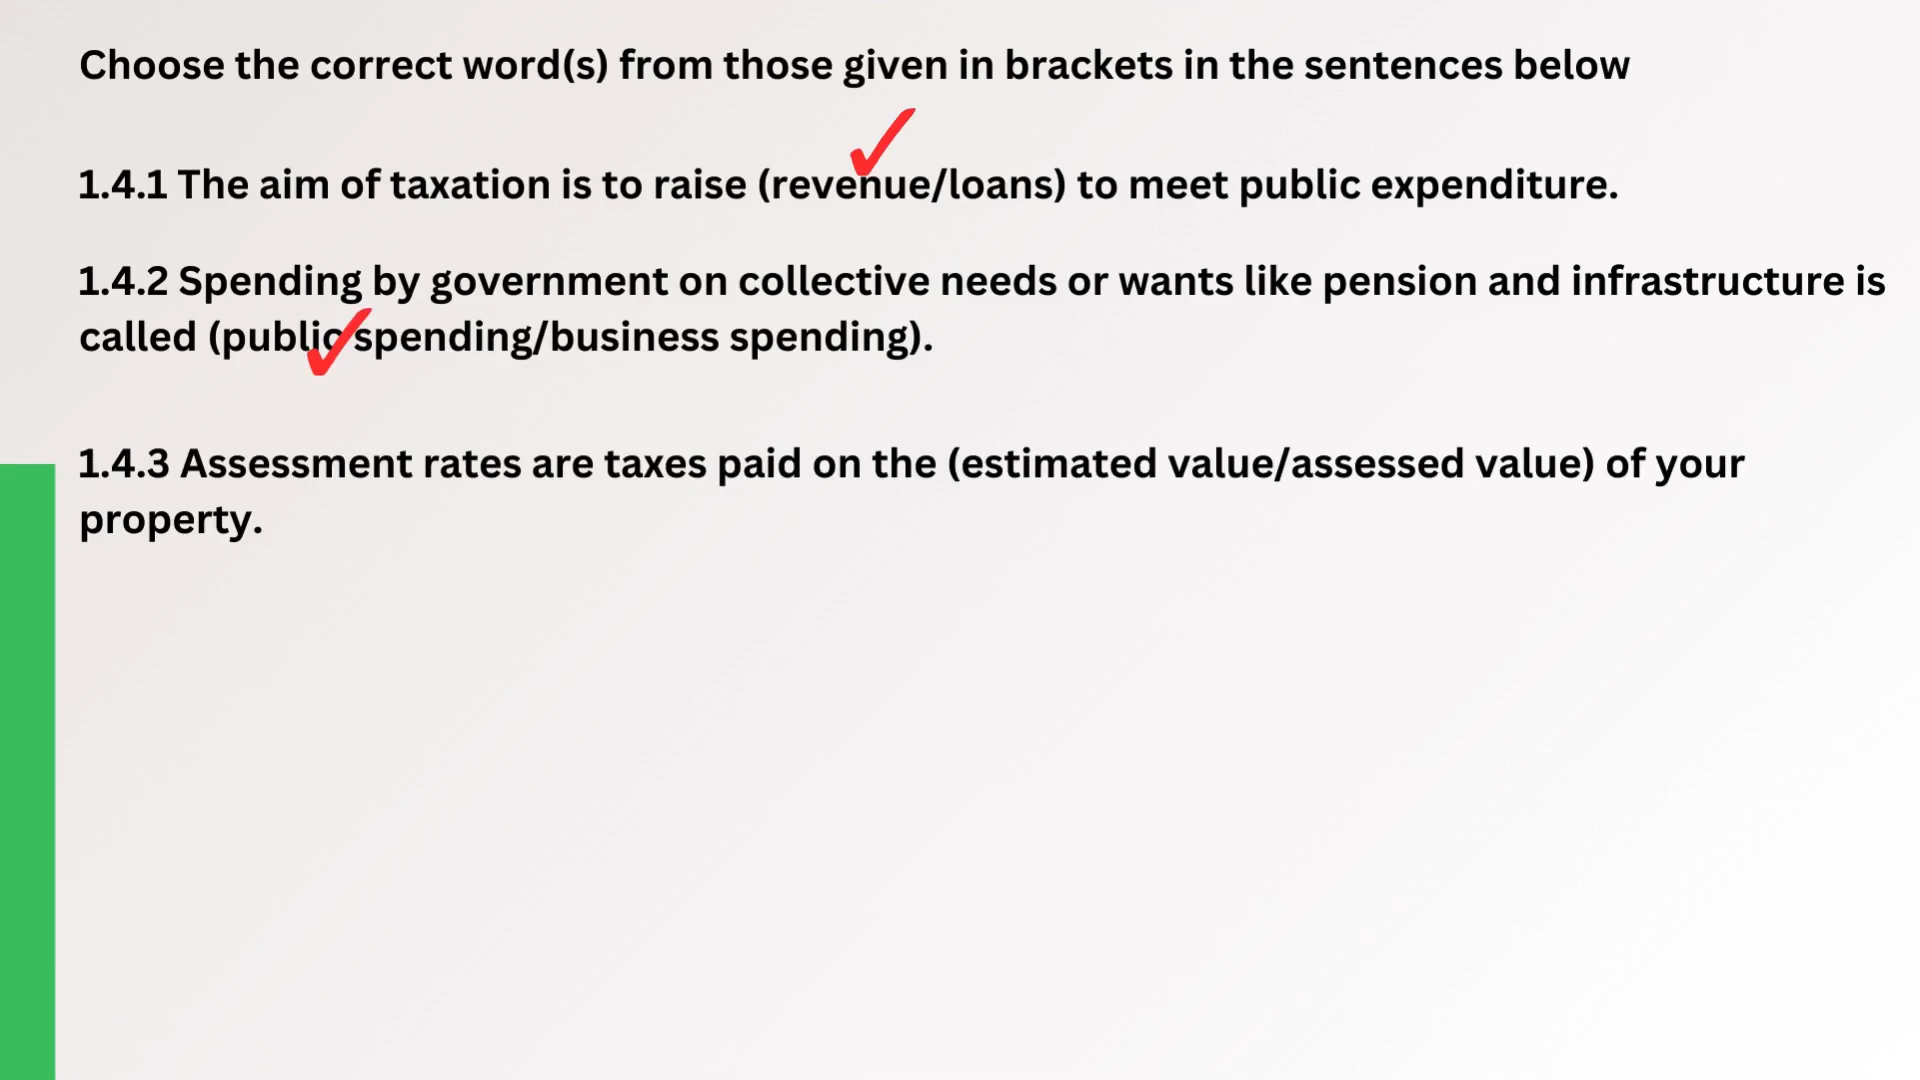 Choose the correct word(s) from those given in brackets in the sentences below
1.4.1 The aim of taxation is to raise (revenue/loans) to meet public expenditure.
1.4.2 Spending by government on collective needs or wants like pension and infrastructure is
called (public spending/business spending).
1.4.3 Assessment rates are taxes paid on the (estimated value/assessed value) of your
property.